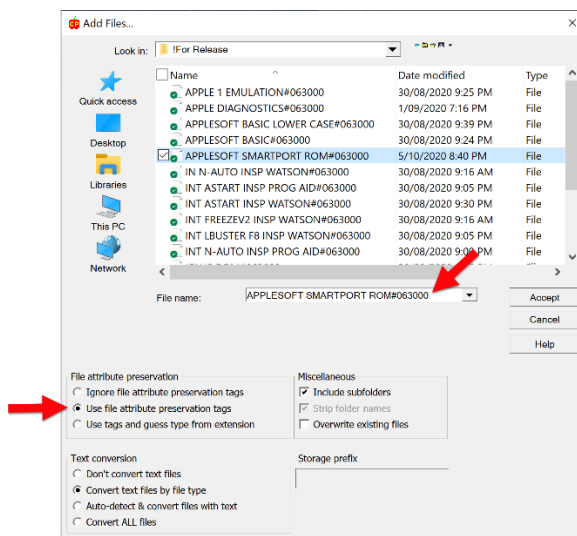 Add Files...
Look in: !For Release
Name Date modified Type
Quick access
Desktop
Libraries
This PC
Network
APPLE 1 EMULATION#063000 30/08/2020 9:25 PM File
APPLE DIAGNOSTICS#063000 1/09/2020 7:16 PM File
APPLESOFT BASIC LOWER CASE#063000 30/08/2020 9:39 PM File
APPLESOFT BASIC#063000 30/08/2020 9:24 PM File
APPLESOFT SMARTPORT ROM#063000 5/10/2020 8:40 PM File
IN N-AUTO INSP WATSON#063000 30/08/2020 9:16 AM File
INT ASTART INSP PROG AID#063000 30/08/2020 9:05 PM File
INT ASTART INSP WATSON#063000 30/08/2020 9:30 PM File
INT FREEZEV2 INSP WATSON#063000 30/08/2020 9:16 AM File
INT LBUSTER F8 INSP WATSON#063000 30/08/2020 9:05 PM File
INT N-AUTO INSP PROG AID#063000 30/08/2020 PM File
File name: APPLESOFT SMARTPORT ROM#063000 Accept
Cancel
Help
File attribute preservation
Ignore file attribute preservation tags
Use file attribute preservation tags
Use tags and guess type from extension
Miscellaneous
Include subfolders
Strip folder names
Overwrite existing files
Text conversion
Don't convert text files
Convert text files by file type
Auto-detect & convert files with text
Convert ALL files
Storage prefix